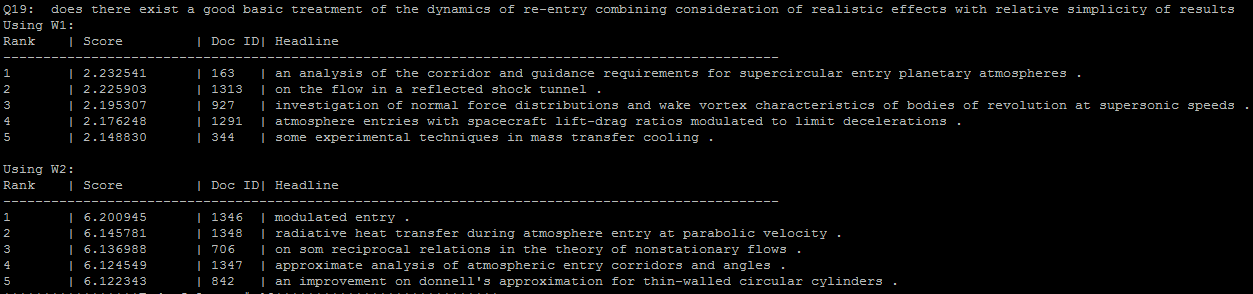 Q19:  does there exist a good basic treatment of the dynamics of re-entry combining consideration of realistic effects with relative simplicity of results
Using W1:
Rank    | Score         | Doc ID| Headline
-------------------------------------------------------------------------------------------------
1       | 2.232541      | 163   | an analysis of the corridor and guidance requirements for supercircular entry planetary atmospheres .
2       | 2.225903      | 1313  | on the flow in a reflected shock tunnel .
3       | 2.195307      | 927   | investigation of normal force distributions and wake vortex characteristics of bodies of revolution at supersonic speeds .
4       | 2.176248      | 1291  | atmosphere entries with spacecraft lift-drag ratios modulated to limit decelerations .
5       | 2.148830      | 344   | some experimental techniques in mass transfer cooling .
Using W2:
Rank    | Score         | Doc ID| Headline
-------------------------------------------------------------------------------------------------
1       | 6.200945      | 1346  | modulated entry .
2       | 6.145781      | 1348  | radiative heat transfer during atmosphere entry at parabolic velocity .
3       | 6.136988      | 706   | on som reciprocal relations in the theory of nonstationary flows .
4       | 6.124549      | 1347  | approximate analysis of atmospheric entry corridors and angles .
5       | 6.122343      | 842   | an improvement on donnell's approximation for thin-walled circular cylinders .